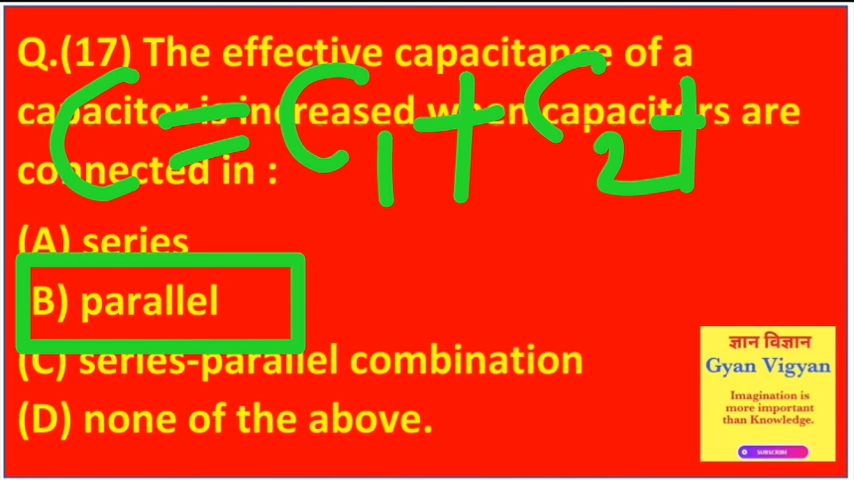 Q.(17) The effective capacitance of a
capacitor is increased when capacitors are
connected in :
C = C1 + C2 +
(A) series
B) parallel
(C) series-parallel combination
(D) none of the above.
ज्ञान विज्ञान
Gyan Vigyan
Imagination is
more important
than Knowledge.
SUBSCRIBE